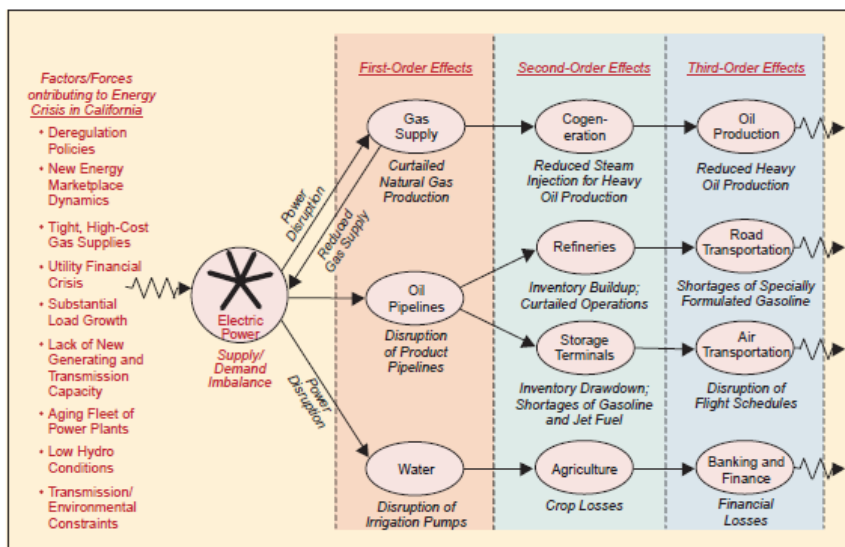 Factors/Forces
ontributing to Energy
Crisis in California
• Deregulation
Policies
• New Energy
Marketplace
Dynamics
• Tight, High-Cost
Gas Supplies
• Utility Financial
Crisis
• Substantial
Load Growth
• Lack of New
Generating and
Transmission
Capacity
• Aging Fleet of
Power Plants
• Low Hydro
Conditions
• Transmission/
Environmental
Constraints
Electric
Power
Supply/
Demand
Imbalance
Power
Disruption
Reduced
Gas Supply
Power
Disruption
First-Order Effects
Gas
Supply
Curtailed
Natural Gas
Production
Oil
Pipelines
Disruption
of Product
Pipelines
Water
Disruption of
Irrigation Pumps
Second-Order Effects
Cogen-
eration
Reduced Steam
Injection for Heavy
Oil Production
Refineries
Inventory Buildup;
Curtailed Operations
Storage
Terminals
Inventory Drawdown;
Shortages of Gasoline
and Jet Fuel
Agriculture
Crop Losses
Third-Order Effects
Oil
Production
Reduced Heavy
Oil Production
Road
Transportation
Shortages of Specially
Formulated Gasoline
Air
Transportation
Disruption of
Flight Schedules
Banking and
Finance
Financial
Losses